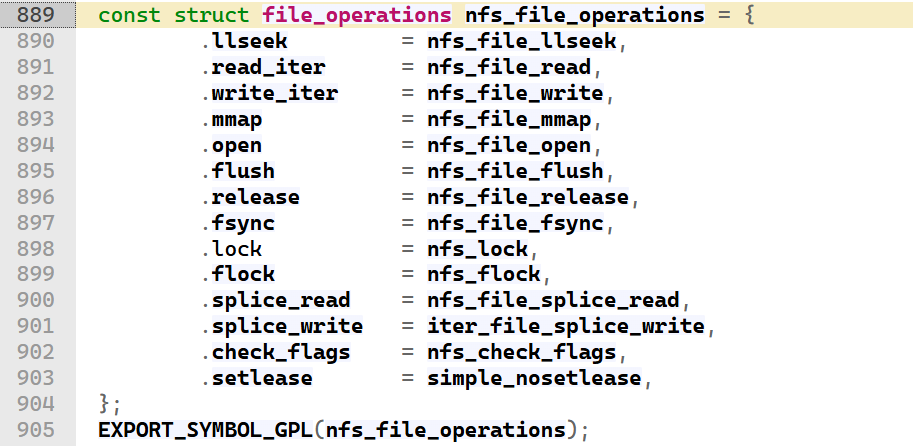 889 const struct file_operations nfs_file_operations = {
890 .llseek = nfs_file_llseek,
891 .read_iter = nfs_file_read,
892 .write_iter = nfs_file_write,
893 .mmap = nfs_file_mmap,
894 .open = nfs_file_open,
895 .flush = nfs_file_flush,
896 .release = nfs_file_release,
897 .fsync = nfs_file_fsync,
898 .lock = nfs_lock,
899 .flock = nfs_flock,
900 .splice_read = nfs_file_splice_read,
901 .splice_write = iter_file_splice_write,
902 .check_flags = nfs_check_flags,
903 .setlease = simple_nosetlease,
904 };
905 EXPORT_SYMBOL_GPL(nfs_file_operations);